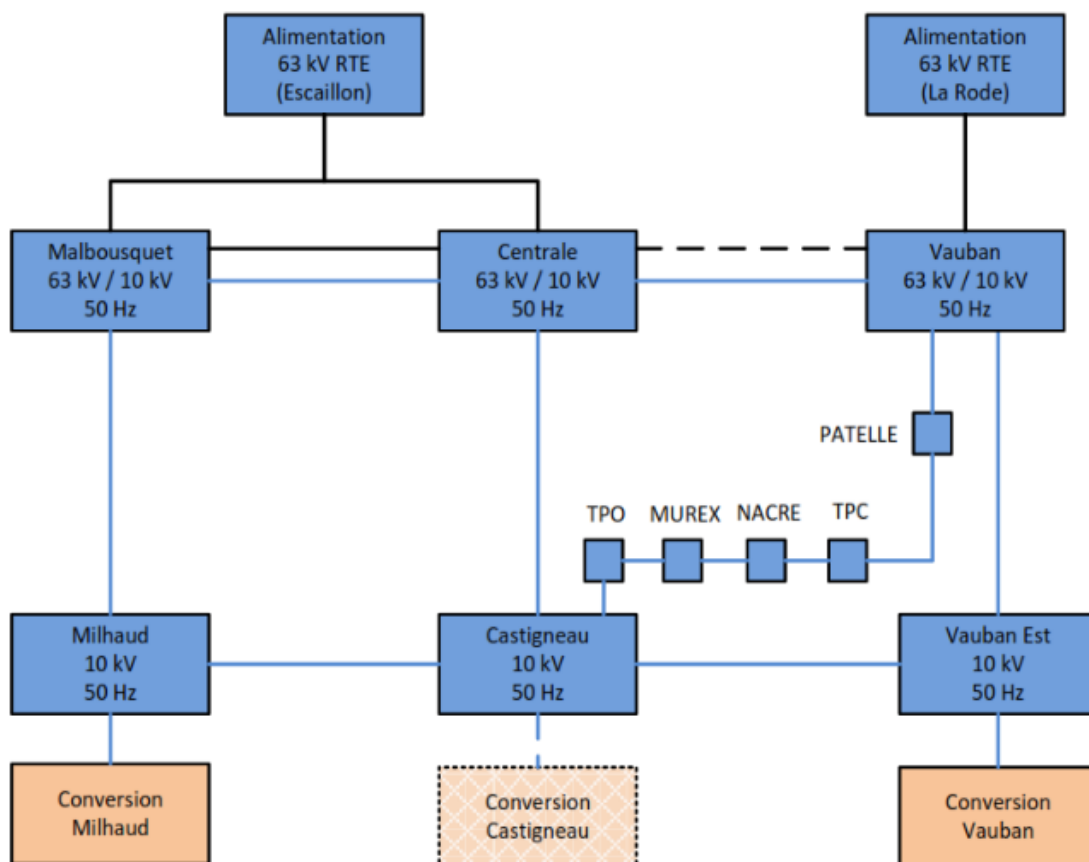 Alimentation
63 kV RTE
(Escaillon)
Alimentation
63 kV RTE
(La Rode)
Malbousquet
63 kV / 10 kV
50 Hz
Centrale
63 kV / 10 kV
50 Hz
Vauban
63 kV / 10 kV
50 Hz
PATELLE
TPO
MUREX
NACRE
TPC
Milhaud
10 kV
50 Hz
Castigneau
10 kV
50 Hz
Vauban Est
10 kV
50 Hz
Conversion
Milhaud
Conversion
Castigneau
Conversion
Vauban